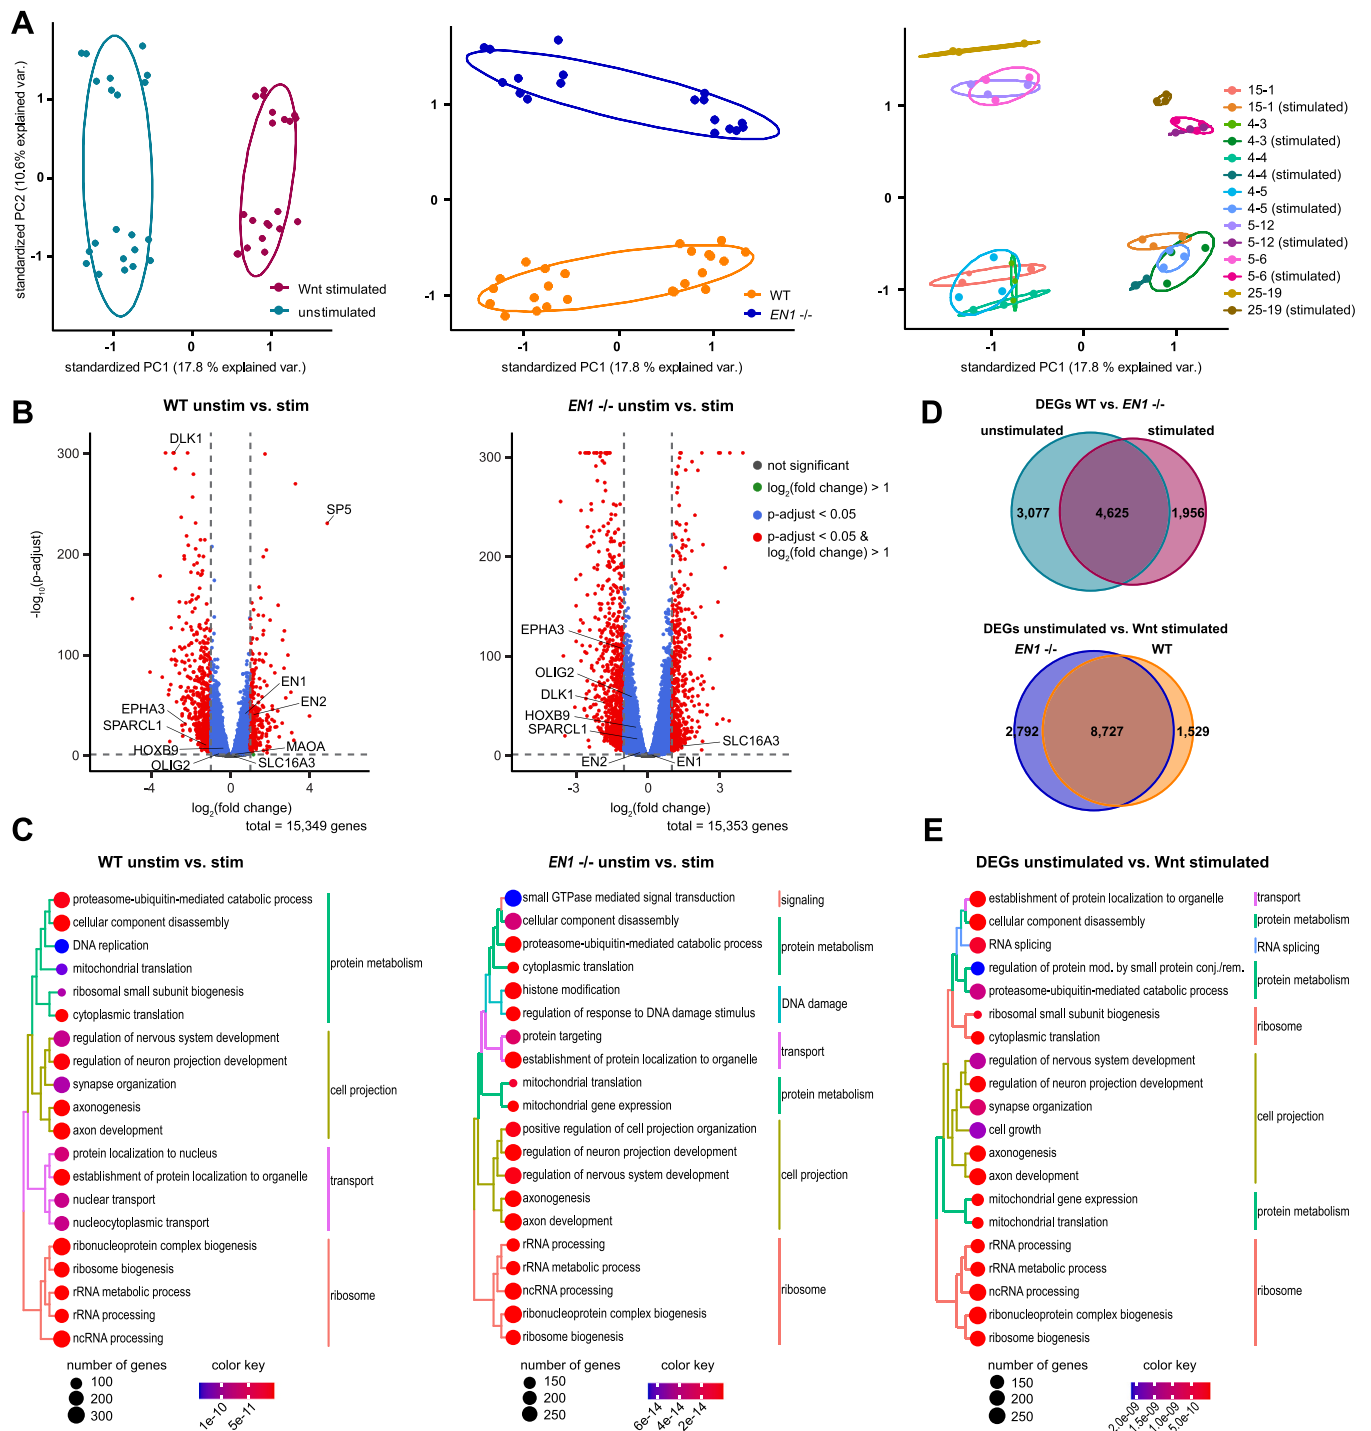 A
standardized PC2 (10.6% explained var.)
1
0
-1
Wnt stimulated
unstimulated
-1
0
1
standardized PC1 (17.8 % explained var.)
1
0
-1
WT
EN1 -/-
-1
0
1
standardized PC1 (17.8 % explained var.)
1
0
-1
-1
0
1
standardized PC1 (17.8 % explained var.)
15-1
15-1 (stimulated)
4-3
4-3 (stimulated)
4-4
4-4 (stimulated)
4-5
4-5 (stimulated)
5-12
5-12 (stimulated)
5-6
5-6 (stimulated)
25-19
25-19 (stimulated)
B
WT unstim vs. stim
-log10(p-adjust)
300
200
100
0
DLK1
SP5
EN1
EN2
EPHA3
SPARCL1
HOXB9
OLIG2
MAOA
SLC16A3
-4
0
4
log2(fold change)
total = 15,349 genes
EN1 -/- unstim vs. stim
300
200
100
0
EPHA3
OLIG2
DLK1
HOXB9
SPARCL1
EN2
EN1
SLC16A3
-3
0
3
log2(fold change)
total = 15,353 genes
not significant
log2(fold change) > 1
p-adjust < 0.05
p-adjust < 0.05 &
log2(fold change) > 1
D
DEGs WT vs. EN1 -/-
unstimulated
stimulated
3,077
4,625
1,956
DEGs unstimulated vs. Wnt stimulated
EN1 -/-
WT
2,792
8,727
1,529
C
WT unstim vs. stim
proteasome-ubiquitin-mediated catabolic process
cellular component disassembly
DNA replication
mitochondrial translation
ribosomal small subunit biogenesis
cytoplasmic translation
regulation of nervous system development
regulation of neuron projection development
synapse organization
axonogenesis
axon development
protein localization to nucleus
establishment of protein localization to organelle
nuclear transport
nucleocytoplasmic transport
ribonucleoprotein complex biogenesis
ribosome biogenesis
rRNA metabolic process
rRNA processing
ncRNA processing
protein metabolism
cell projection
transport
ribosome
number of genes
100
200
300
color key
1e-10
5e-11
EN1 -/- unstim vs. stim
small GTPase mediated signal transduction
cellular component disassembly
proteasome-ubiquitin-mediated catabolic process
cytoplasmic translation
histone modification
regulation of response to DNA damage stimulus
protein targeting
establishment of protein localization to organelle
mitochondrial translation
mitochondrial gene expression
positive regulation of cell projection organization
regulation of neuron projection development
regulation of nervous system development
axonogenesis
axon development
rRNA processing
rRNA metabolic process
ncRNA processing
ribonucleoprotein complex biogenesis
ribosome biogenesis
signaling
protein metabolism
DNA damage
transport
protein metabolism
cell projection
ribosome
number of genes
150
200
250
color key
6e-14
4e-14
2e-14
E
DEGs unstimulated vs. Wnt stimulated
establishment of protein localization to organelle
cellular component disassembly
RNA splicing
regulation of protein mod. by small protein conj./rem.
proteasome-ubiquitin-mediated catabolic process
ribosomal small subunit biogenesis
cytoplasmic translation
regulation of nervous system development
regulation of neuron projection development
synapse organization
cell growth
axonogenesis
axon development
mitochondrial gene expression
mitochondrial translation
rRNA processing
rRNA metabolic process
ncRNA processing
ribonucleoprotein complex biogenesis
ribosome biogenesis
transport
protein metabolism
RNA splicing
protein metabolism
ribosome
cell projection
protein metabolism
ribosome
number of genes
150
200
250
color key
2.0e-09
1.5e-09
1.0e-09
5.0e-10